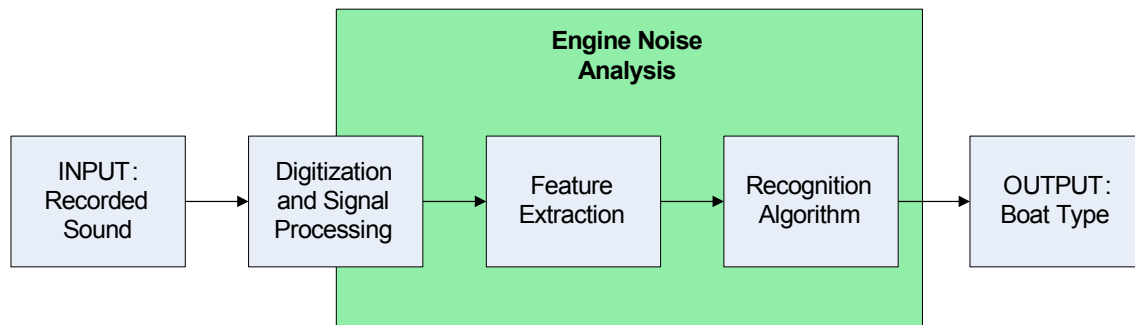 Engine Noise
Analysis
INPUT:
Recorded
Sound
Digitization
and Signal
Processing
Feature
Extraction
Recognition
Algorithm
OUTPUT:
Boat Type